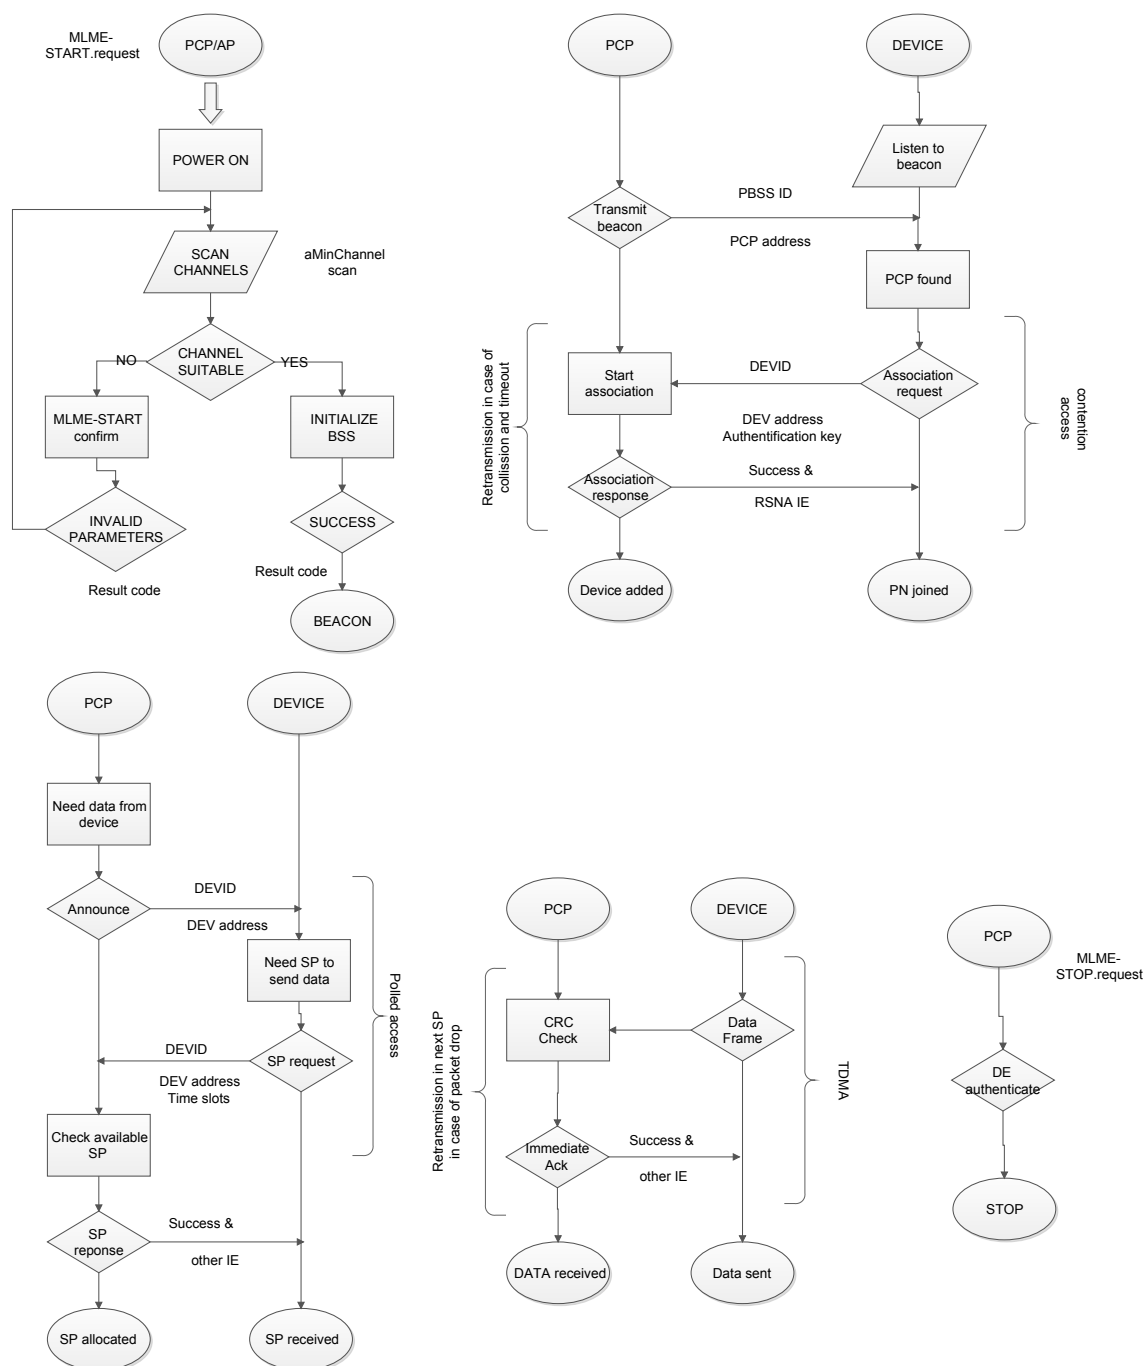 MLME-
START.request
PCP/AP
POWER ON
SCAN
CHANNELS
aMinChannel
scan
CHANNEL
SUITABLE
NO
YES
MLME-START
confirm
INITIALIZE
BSS
INVALID
PARAMETERS
SUCCESS
Result code
Result code
BEACON
PCP
DEVICE
Listen to
beacon
Transmit
beacon
PBSS ID
PCP address
PCP found
Retransmission in case of
collission and timeout
Start
association
DEVID
Association
request
DEV address
Authentification key
contention
access
Association
response
Success &
RSNA IE
Device added
PN joined
PCP
DEVICE
Need data from
device
Announce
DEVID
DEV address
Need SP to
send data
Polled access
SP request
DEVID
DEV address
Time slots
Check available
SP
SP
reponse
Success &
other IE
SP allocated
SP received
PCP
DEVICE
Retransmission in next SP
in case of packet drop
CRC
Check
Data
Frame
TDMA
Immediate
Ack
Success &
other IE
DATA received
Data sent
PCP
MLME-
STOP.request
DE
authenticate
STOP